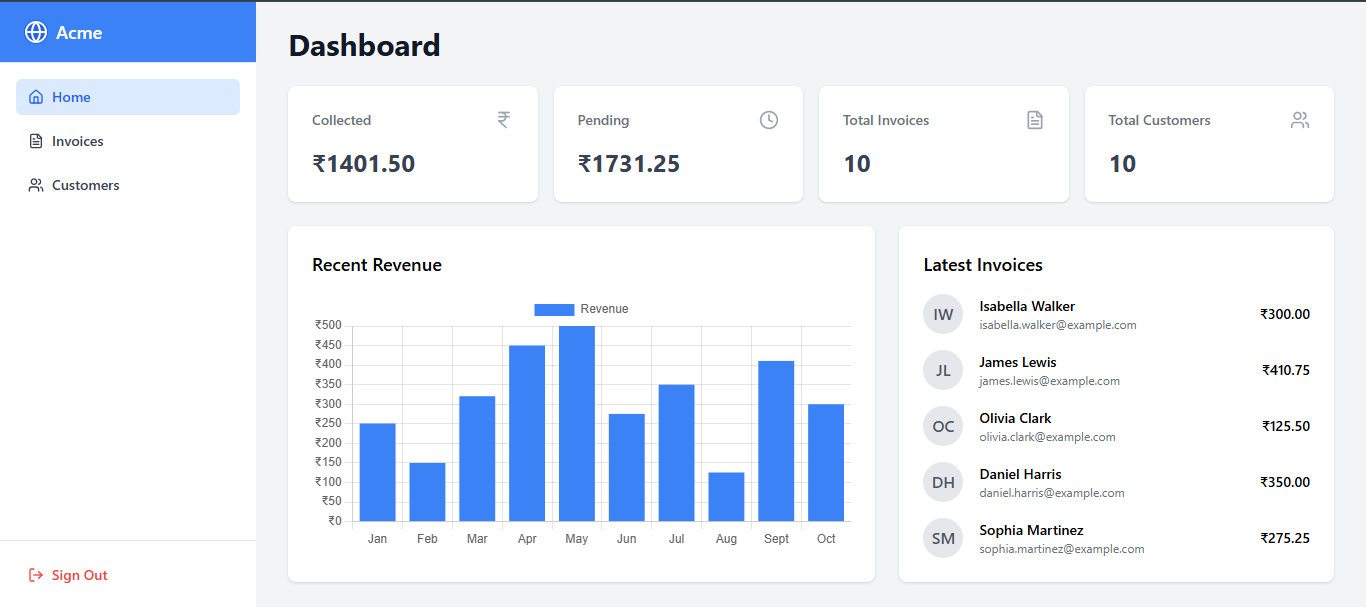 Acme
Home
Invoices
Customers
Sign Out
Dashboard
Collected
₹1401.50
Pending
₹1731.25
Total Invoices
10
Total Customers
10
Recent Revenue
Revenue
₹500
₹450
₹400
₹350
₹300
₹250
₹200
₹150
₹100
₹50
₹0
Jan Feb Mar Apr May Jun Jul Aug Sept Oct
Latest Invoices
IW Isabella Walker ₹300.00
isabella.walker@example.com
JL James Lewis ₹410.75
james.lewis@example.com
OC Olivia Clark ₹125.50
olivia.clark@example.com
DH Daniel Harris ₹350.00
daniel.harris@example.com
SM Sophia Martinez ₹275.25
sophia.martinez@example.com